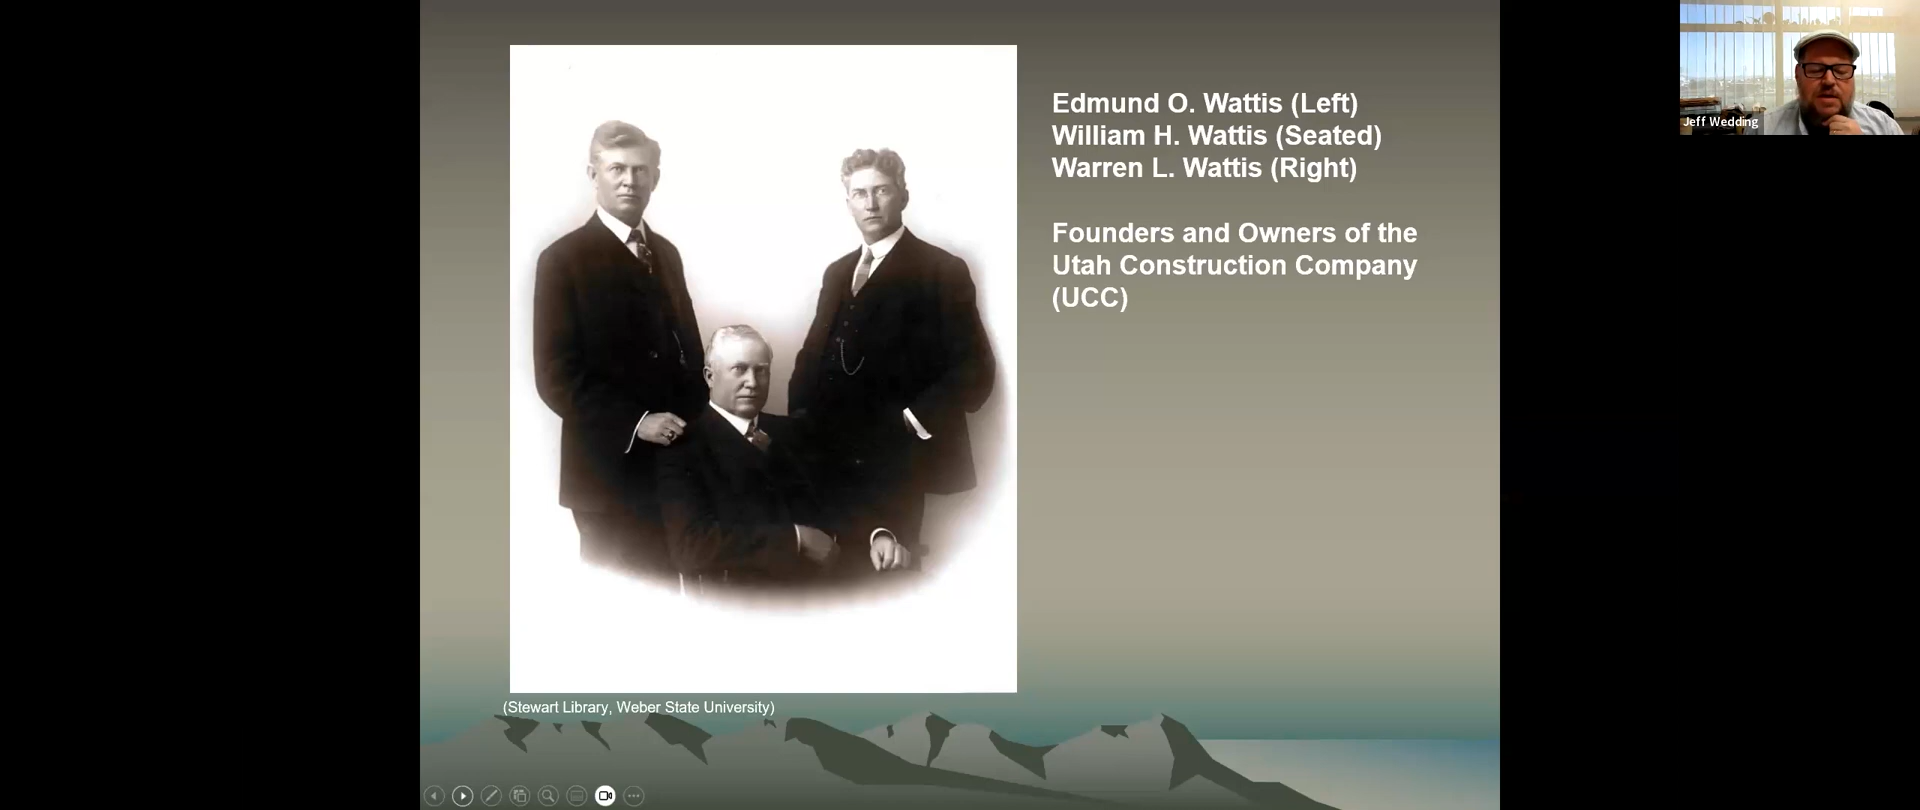 Edmund O. Wattis (Left)
William H. Wattis (Seated)
Warren L. Wattis (Right)
Founders and Owners of the
Utah Construction Company
(UCC)
(Stewart Library, Weber State University)
Jeff Wedding